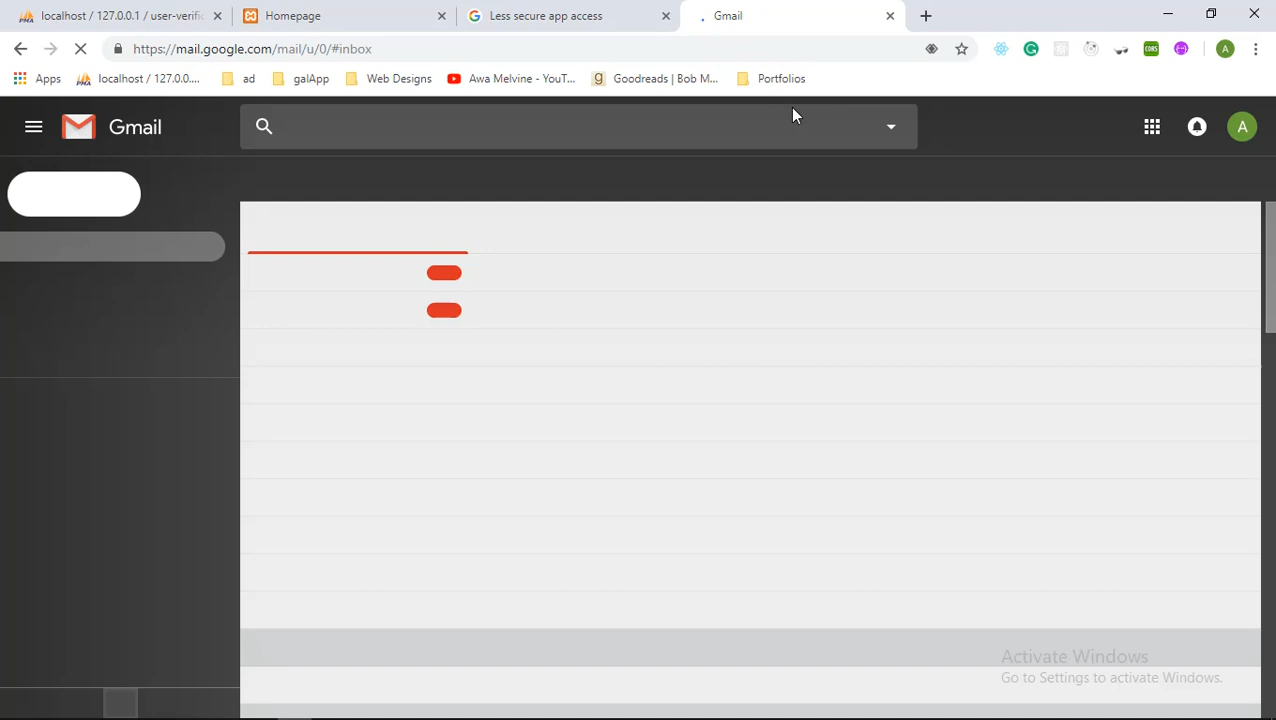 localhost / 127.0.0.1 / user-verific
Homepage
Less secure app access
Gmail
https://mail.google.com/mail/u/0/#inbox
A
Apps
localhost / 127.0.0....
ad
galApp
Web Designs
Awa Melvine - YouT...
Goodreads | Bob M...
Portfolios
Gmail
A
Activate Windows
Go to Settings to activate Windows.